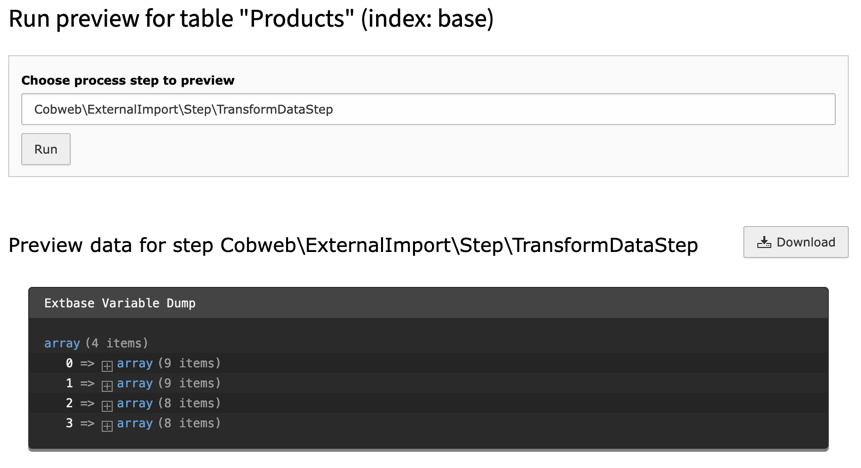 Run preview for table "Products" (index: base)
Choose process step to preview
Cobweb\ExternalImport\Step\TransformDataStep
Run
Preview data for step Cobweb\ExternalImport\Step\TransformDataStep
Download
Extbase Variable Dump
array (4 items)
0 => array (9 items)
1 => array (9 items)
2 => array (8 items)
3 => array (8 items)